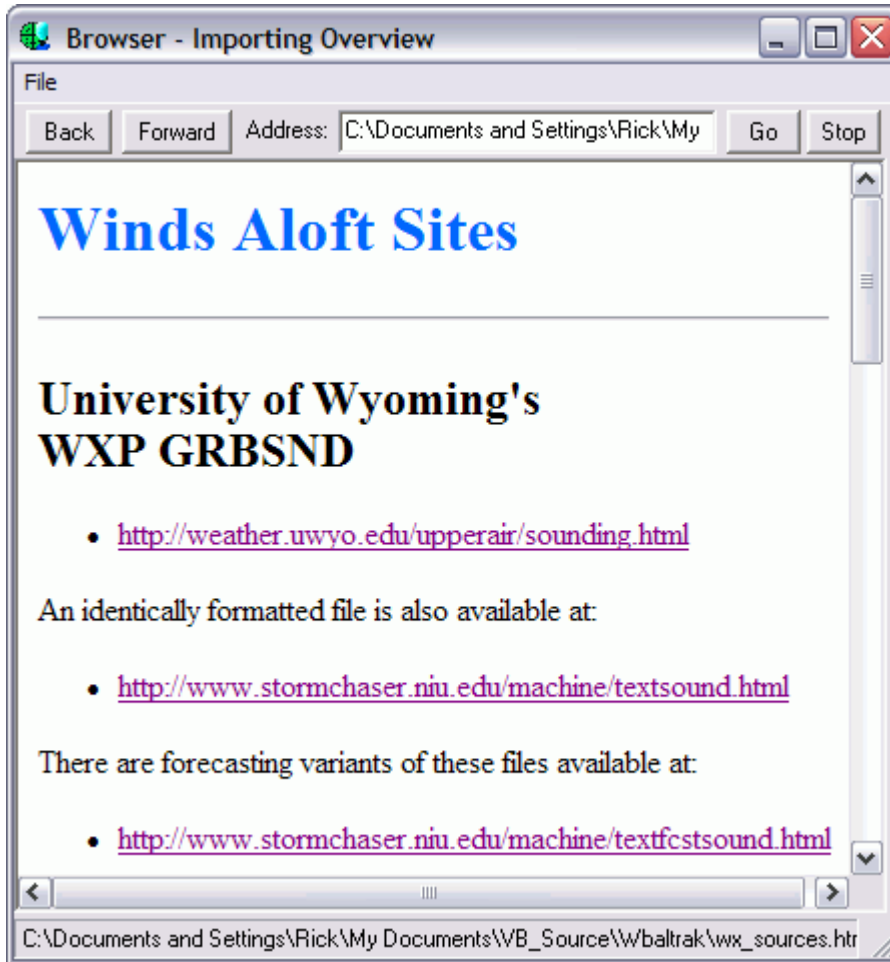 Browser - Importing Overview
File
Back Forward Address: C:\Documents and Settings\Rick\My Go Stop
Winds Aloft Sites
University of Wyoming's
WXP GRBSND
• http://weather.uwyo.edu/upperair/sounding.html
An identically formatted file is also available at:
• http://www.stormchaser.niu.edu/machine/textsound.html
There are forecasting variants of these files available at:
• http://www.stormchaser.niu.edu/machine/textfcstsound.html
C:\Documents and Settings\Rick\My Documents\VB_Source\Wbaltrak\wx_sources.htr